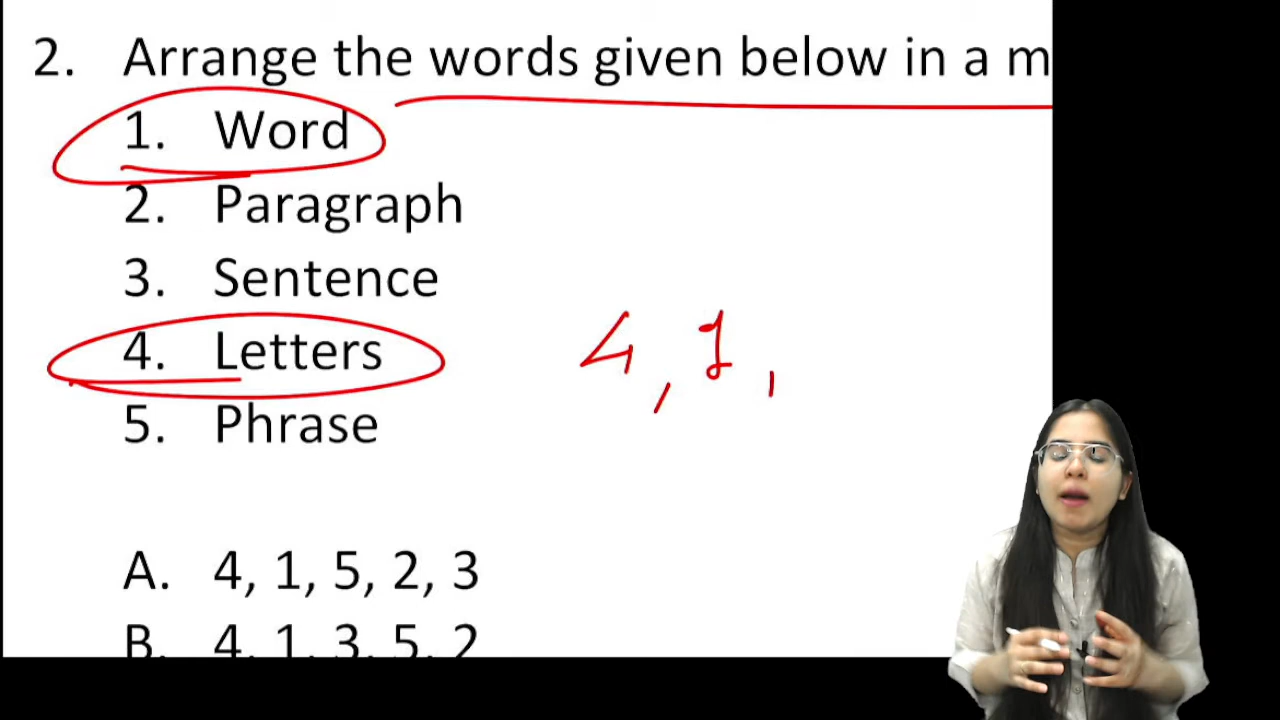 2. Arrange the words given below in a m
1. Word
2. Paragraph
3. Sentence
4. Letters
4, 1,
5. Phrase
A. 4, 1, 5, 2, 3
B. 4, 1, 3, 5, 2